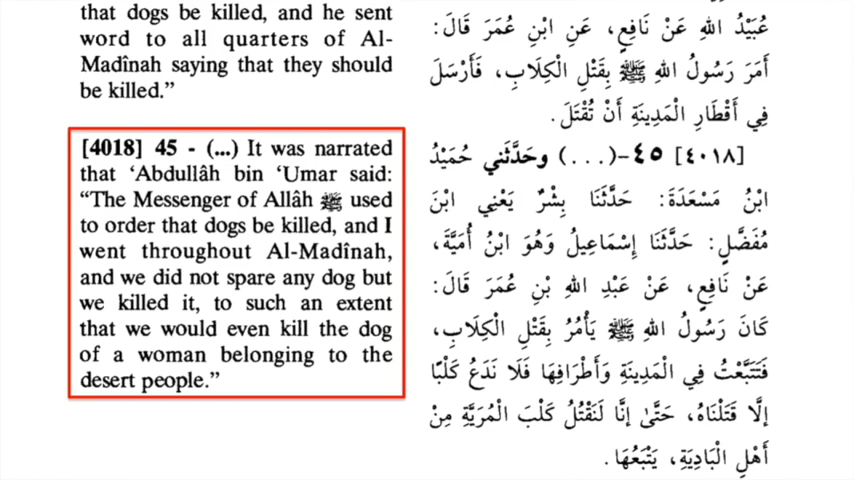 that dogs be killed, and he sent
word to all quarters of Al-
Madînah saying that they should
be killed.”
[4018] 45 - (...) It was narrated
that ‘Abdullâh bin ‘Umar said:
“The Messenger of Allâh ﷺ used
to order that dogs be killed, and I
went throughout Al-Madînah,
and we did not spare any dog but
we killed it, to such an extent
that we would even kill the dog
of a woman belonging to the
desert people.”
عُبَيْدُ اللهِ عَنْ نَافِعٍ، عَنِ ابْنِ عُمَرَ قَالَ:
أَمَرَ رَسُولُ اللهِ ﷺ بِقَتْلِ الْكِلَابِ، فَأَرْسَلَ
فِي أَقْطَارِ الْمَدِينَةِ أَنْ تُقْتَلَ.
[٤٠١٨] ٤٥-(...) وحَدَّثَنِي حُمَيْدُ
ابْنُ مَسْعَدَةَ: حَدَّثَنَا بِشْرٌ يَعْنِي ابْنَ
مُفَضَّلٍ: حَدَّثَنَا إِسْمَاعِيلُ وَهُوَ ابْنُ أُمَيَّةَ،
عَنْ نَافِعٍ، عَنْ عَبْدِ اللهِ بْنِ عُمَرَ قَالَ:
كَانَ رَسُولُ اللهِ ﷺ يَأْمُرُ بِقَتْلِ الْكِلَابِ،
فَتَتَبَّعْتُ فِي الْمَدِينَةِ وَأَطْرَافِهَا فَلَا نَدَعُ كَلْبًا
إِلَّا قَتَلْنَاهُ، حَتَّىٰ إِنَّا لَنَقْتُلُ كَلْبَ الْمُرَيَّةِ مِنْ
أَهْلِ الْبَادِيَةِ، يَتْبَعُهَا.